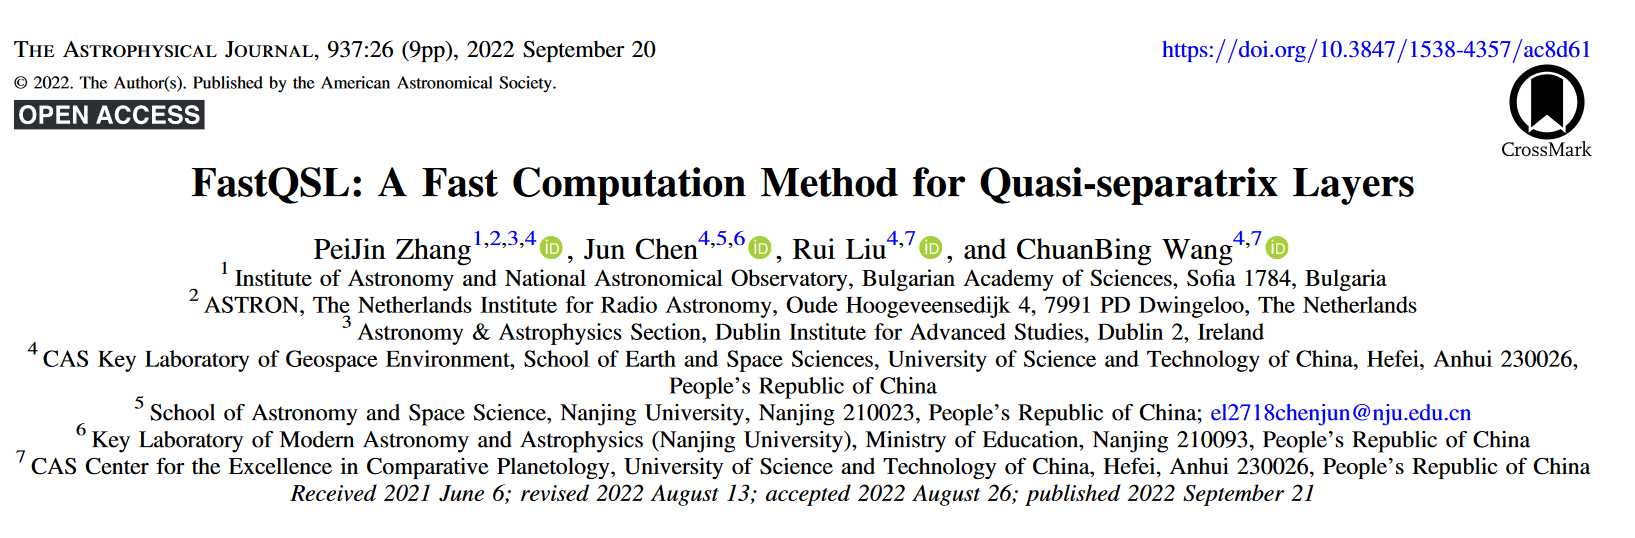 THE ASTROPHYSICAL JOURNAL, 937:26 (9pp), 2022 September 20
https://doi.org/10.3847/1538-4357/ac8d61
© 2022. The Author(s). Published by the American Astronomical Society.
OPEN ACCESS
CrossMark
FastQSL: A Fast Computation Method for Quasi-separatrix Layers
PeiJin Zhang1,2,3,4 iD, Jun Chen4,5,6 iD, Rui Liu4,7 iD, and ChuanBing Wang4,7 iD
1 Institute of Astronomy and National Astronomical Observatory, Bulgarian Academy of Sciences, Sofia 1784, Bulgaria
2 ASTRON, The Netherlands Institute for Radio Astronomy, Oude Hoogeveensedijk 4, 7991 PD Dwingeloo, The Netherlands
3 Astronomy & Astrophysics Section, Dublin Institute for Advanced Studies, Dublin 2, Ireland
4 CAS Key Laboratory of Geospace Environment, School of Earth and Space Sciences, University of Science and Technology of China, Hefei, Anhui 230026,
People's Republic of China
5 School of Astronomy and Space Science, Nanjing University, Nanjing 210023, People's Republic of China; el2718chenjun@nju.edu.cn
6 Key Laboratory of Modern Astronomy and Astrophysics (Nanjing University), Ministry of Education, Nanjing 210093, People's Republic of China
7 CAS Center for the Excellence in Comparative Planetology, University of Science and Technology of China, Hefei, Anhui 230026, People's Republic of China
Received 2021 June 6; revised 2022 August 13; accepted 2022 August 26; published 2022 September 21